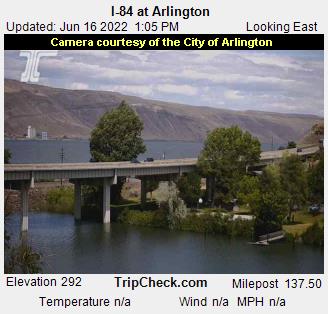 I-84 at Arlington
Updated: Jun 16 2022 1:05 PM Looking East
Camera courtesy of the City of Arlington
Elevation 292 TripCheck.com Milepost 137.50
Temperature n/a Wind n/a MPH n/a